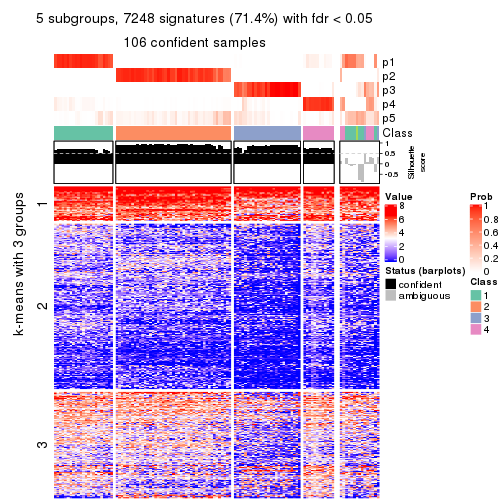 5 subgroups, 7248 signatures (71.4%) with fdr < 0.05
106 confident samples
p1
p2
p3
p4
p5
Class
1
0.5
0
-0.5
Silhouette
score
k-means with 3 groups
1
2
3
Value
8
6
4
2
0
Status (barplots)
confident
ambiguous
Prob
1
0.8
0.6
0.4
0.2
0
Class
1
2
3
4